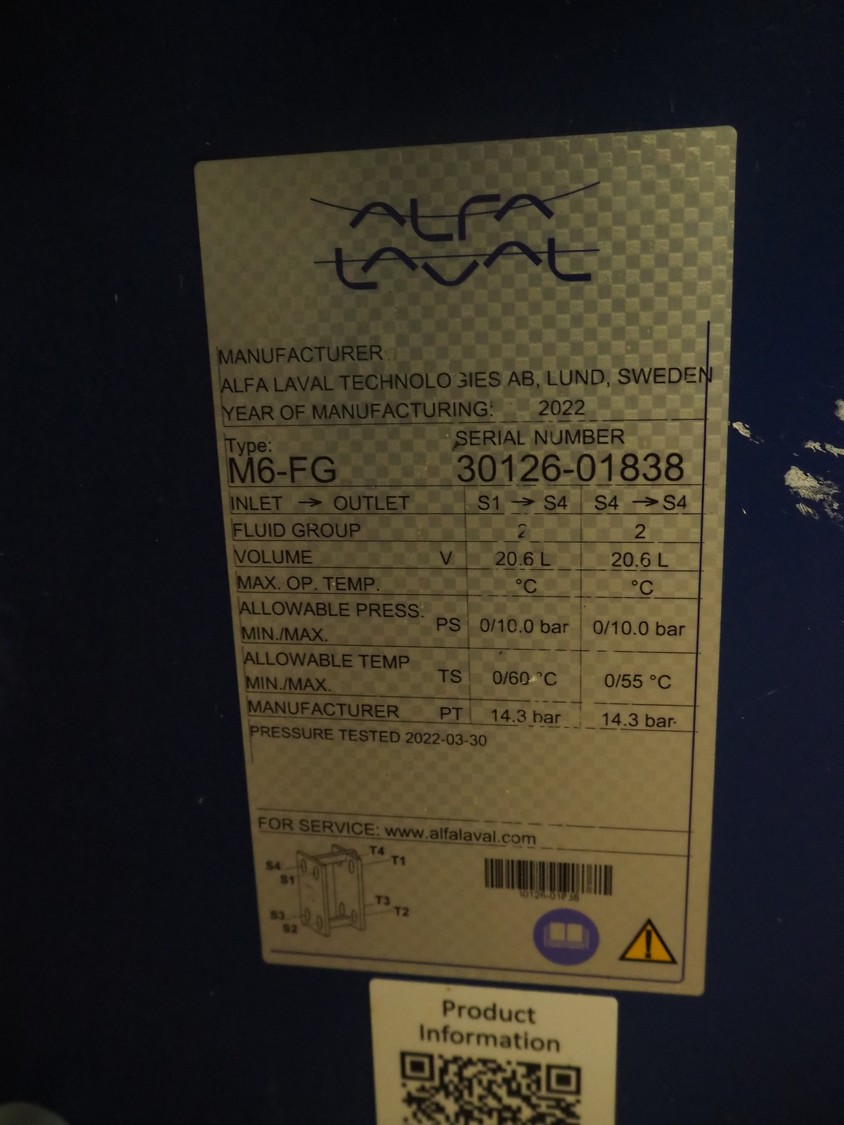 ALFA
LAVAL
MANUFACTURER
ALFA LAVAL TECHNOLOGIES AB, LUND, SWEDEN
YEAR OF MANUFACTURING: 2022
Type: SERIAL NUMBER
M6-FG 30126-01838
INLET → OUTLET S1 → S4 S4 → S4
FLUID GROUP 2 2
VOLUME V 20.6 L 20.6 L
MAX. OP. TEMP. °C °C
ALLOWABLE PRESS. MIN./MAX. PS 0/10.0 bar 0/10.0 bar
ALLOWABLE TEMP MIN./MAX. TS 0/60 °C 0/55 °C
MANUFACTURER PT 14.3 bar 14.3 bar
PRESSURE TESTED 2022-03-30
FOR SERVICE: www.alfalaval.com
S4 T4
S1 T1
S3 T3
S2 T2
30126-01838
Product
Information